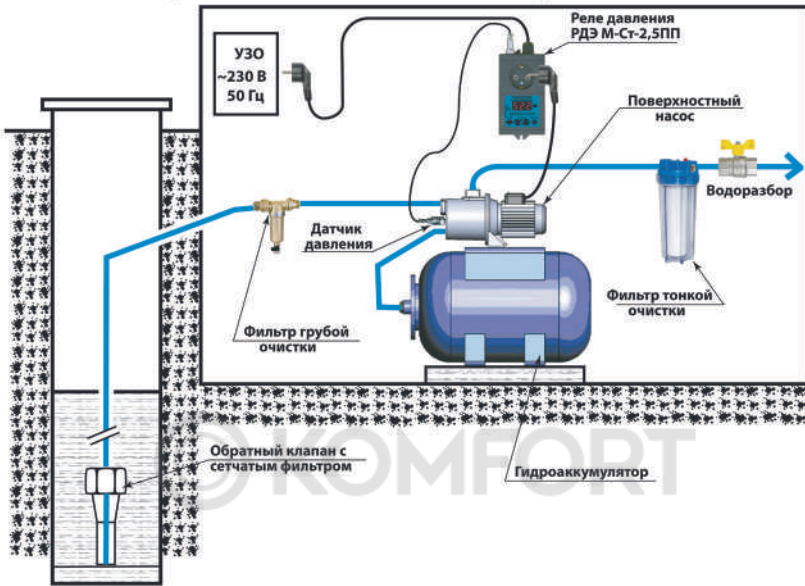 Реле давления
РДЭ М-Ст-2,5ПП
УЗО
~230 В
50 Гц
Поверхностный
насос
Водоразбор
Датчик
давления
Фильтр тонкой
очистки
Фильтр грубой
очистки
Обратный клапан с
сетчатым фильтром
Гидроаккумулятор
© KOMFORT